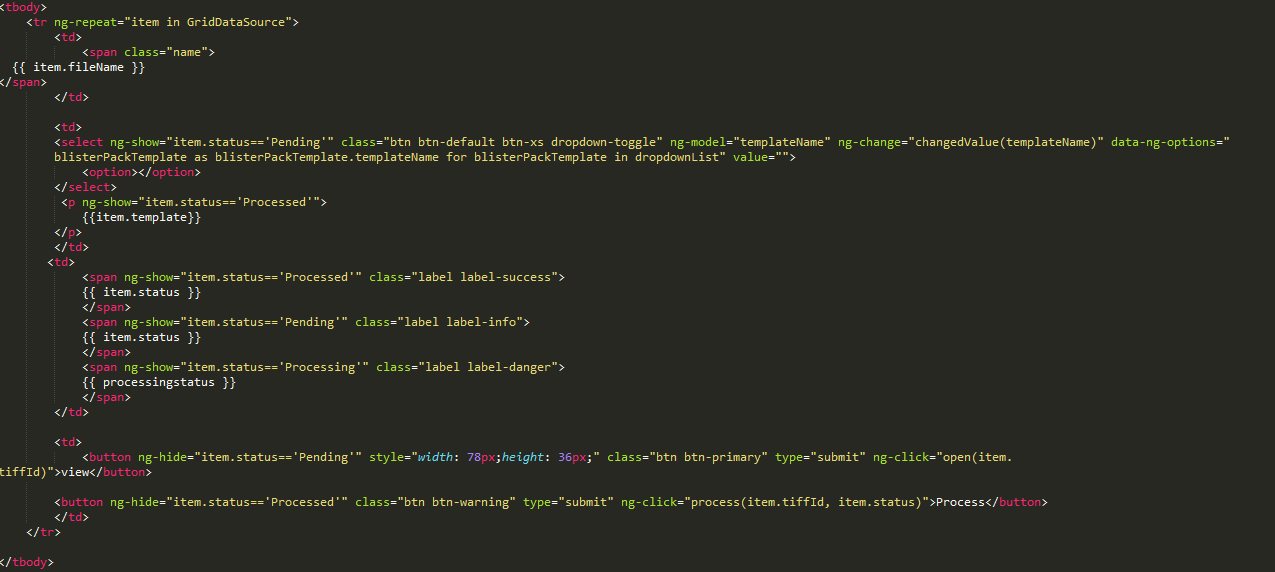 <tbody>
<tr ng-repeat="item in GridDataSource">
<td>
<span class="name">
{{ item.fileName }}
</span>
</td>
<td>
<select ng-show="item.status=='Pending'" class="btn btn-default btn-xs dropdown-toggle" ng-model="templateName" ng-change="changedValue(templateName)" data-ng-options="
blisterPackTemplate as blisterPackTemplate.templateName for blisterPackTemplate in dropdownList" value="">
<option></option>
</select>
<p ng-show="item.status=='Processed'">
{{item.template}}
</p>
</td>
<td>
<span ng-show="item.status=='Processed'" class="label label-success">
{{ item.status }}
</span>
<span ng-show="item.status=='Pending'" class="label label-info">
{{ item.status }}
</span>
<span ng-show="item.status=='Processing'" class="label label-danger">
{{ processingstatus }}
</span>
</td>
<td>
<button ng-hide="item.status=='Pending'" style="width: 78px;height: 36px;" class="btn btn-primary" type="submit" ng-click="open(item.
tiffId)">view</button>
<button ng-hide="item.status=='Processed'" class="btn btn-warning" type="submit" ng-click="process(item.tiffId, item.status)">Process</button>
</td>
</tr>
</tbody>